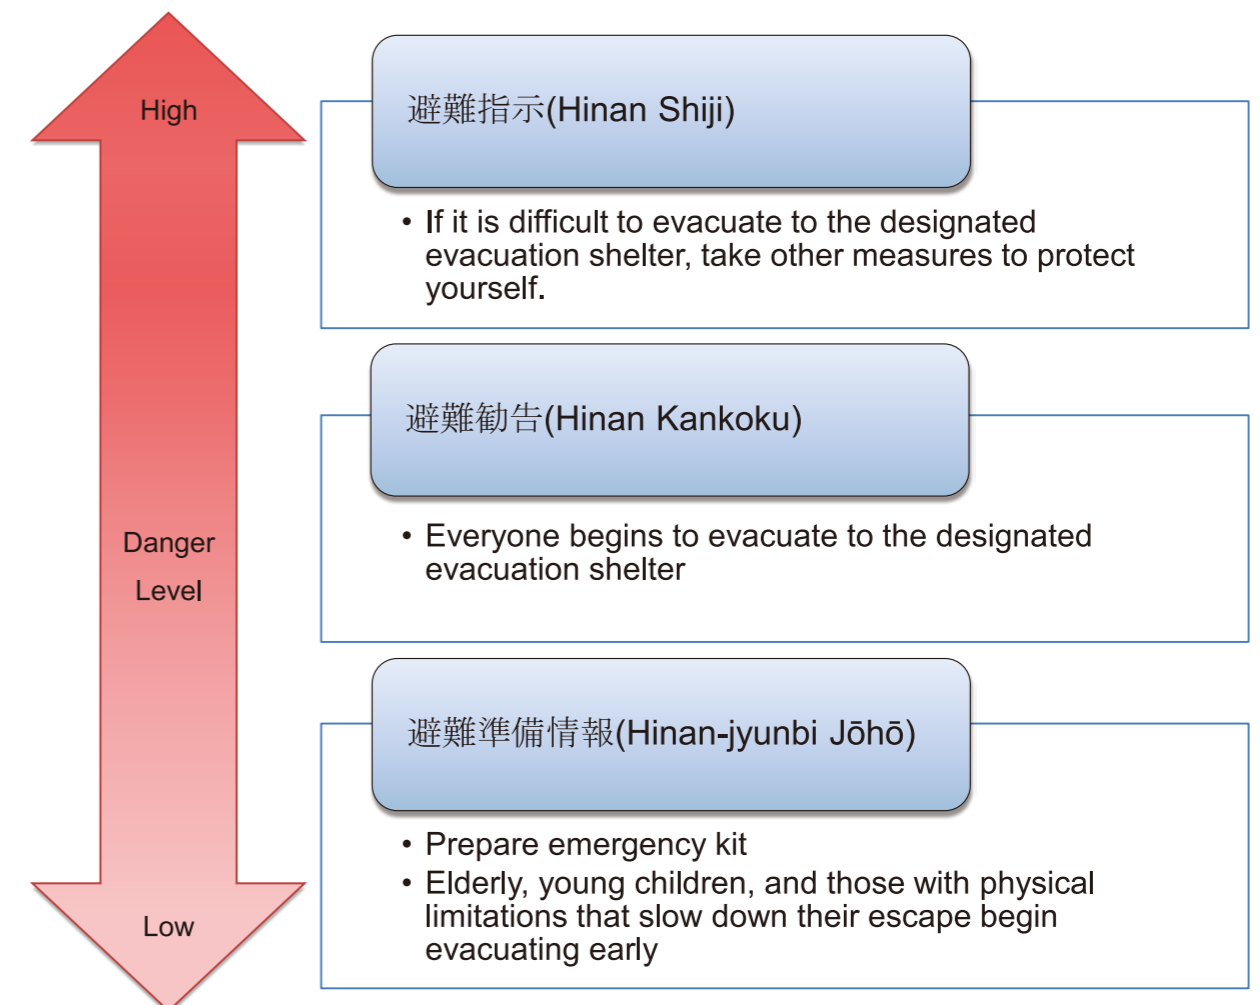 High
避難指示(Hinan Shiji)
• If it is difficult to evacuate to the designated
evacuation shelter, take other measures to protect
yourself.
避難勧告(Hinan Kankoku)
• Everyone begins to evacuate to the designated
evacuation shelter
Danger
Level
避難準備情報(Hinan-jyunbi Jōhō)
• Prepare emergency kit
• Elderly, young children, and those with physical
limitations that slow down their escape begin
evacuating early
Low